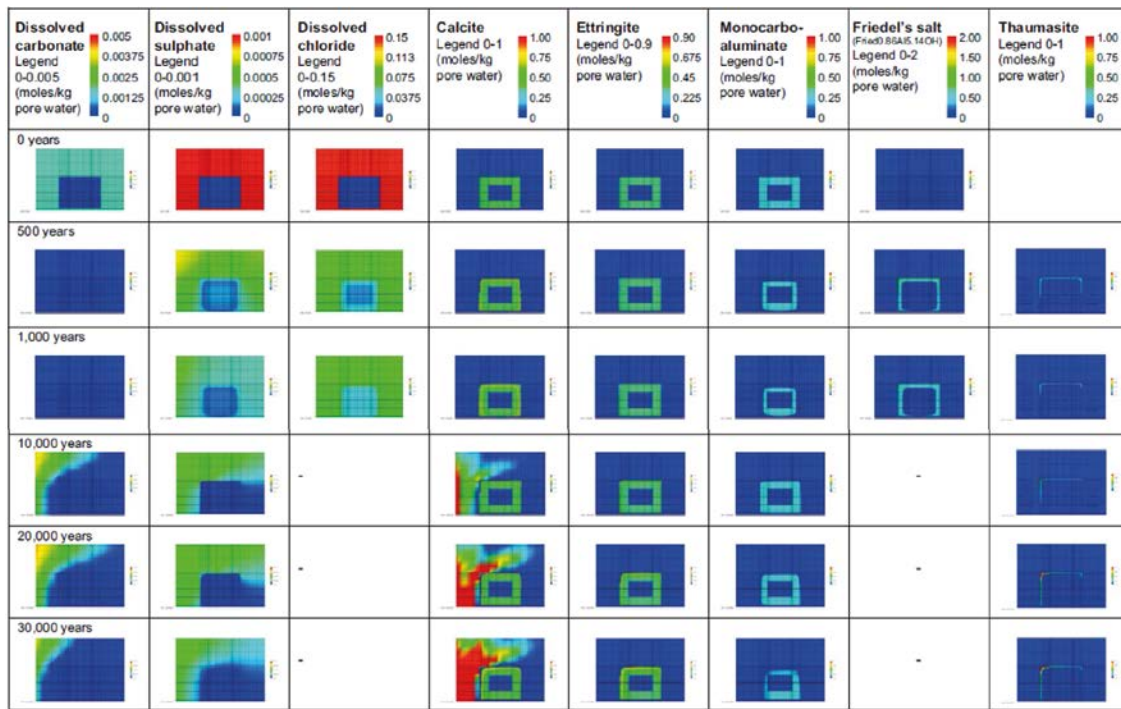 Dissolved
carbonate
Legend
0-0.005
(moles/kg
pore water)
0.005
0.00375
0.0025
0.00125
0
Dissolved
sulphate
Legend
0-0.001
(moles/kg
pore water)
0.001
0.00075
0.0005
0.00025
0
Dissolved
chloride
Legend
0-0.15
(moles/kg
pore water)
0.15
0.113
0.075
0.0375
0
Calcite
Legend 0-1
(moles/kg
pore water)
1.00
0.75
0.50
0.25
0
Ettringite
Legend 0-0.9
(moles/kg
pore water)
0.90
0.675
0.45
0.225
0
Monocarbo-
aluminate
Legend 0-1
(moles/kg
pore water)
1.00
0.75
0.50
0.25
0
Friedel's salt
(Fried0.86Al5.14OH)
Legend 0-2
(moles/kg
pore water)
2.00
1.50
1.00
0.50
0
Thaumasite
Legend 0-1
(moles/kg
pore water)
1.00
0.75
0.50
0.25
0
0 years
500 years
1,000 years
10,000 years
- -
20,000 years
- -
30,000 years
- -